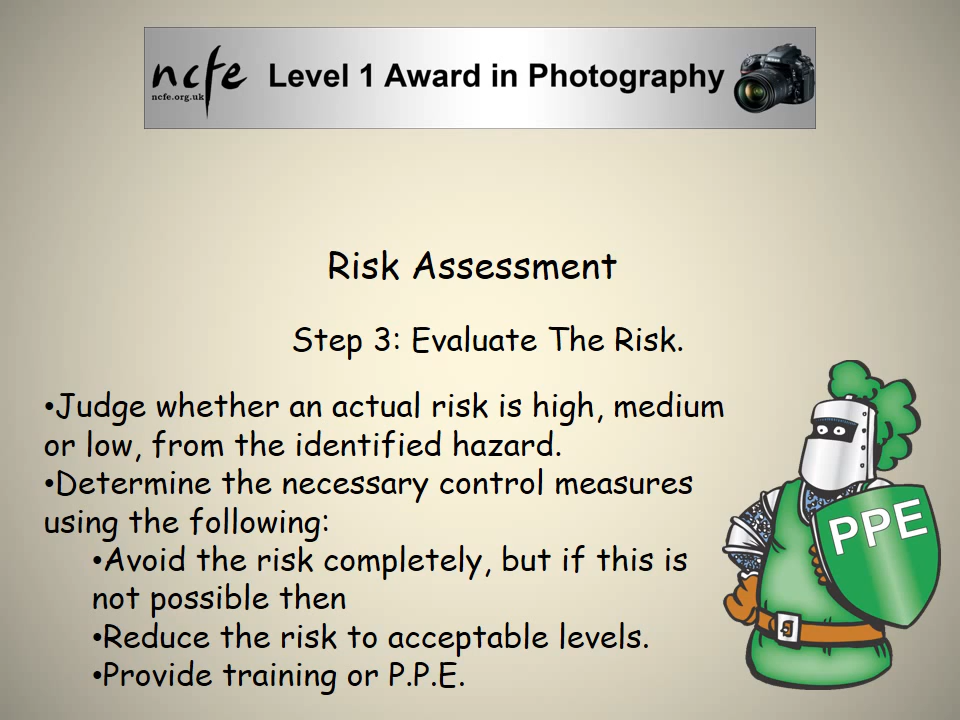 ncfe
ncfe.org.uk
Level 1 Award in Photography
Risk Assessment
Step 3: Evaluate The Risk.
•Judge whether an actual risk is high, medium
or low, from the identified hazard.
•Determine the necessary control measures
using the following:
•Avoid the risk completely, but if this is
not possible then
•Reduce the risk to acceptable levels.
•Provide training or P.P.E.
PPE